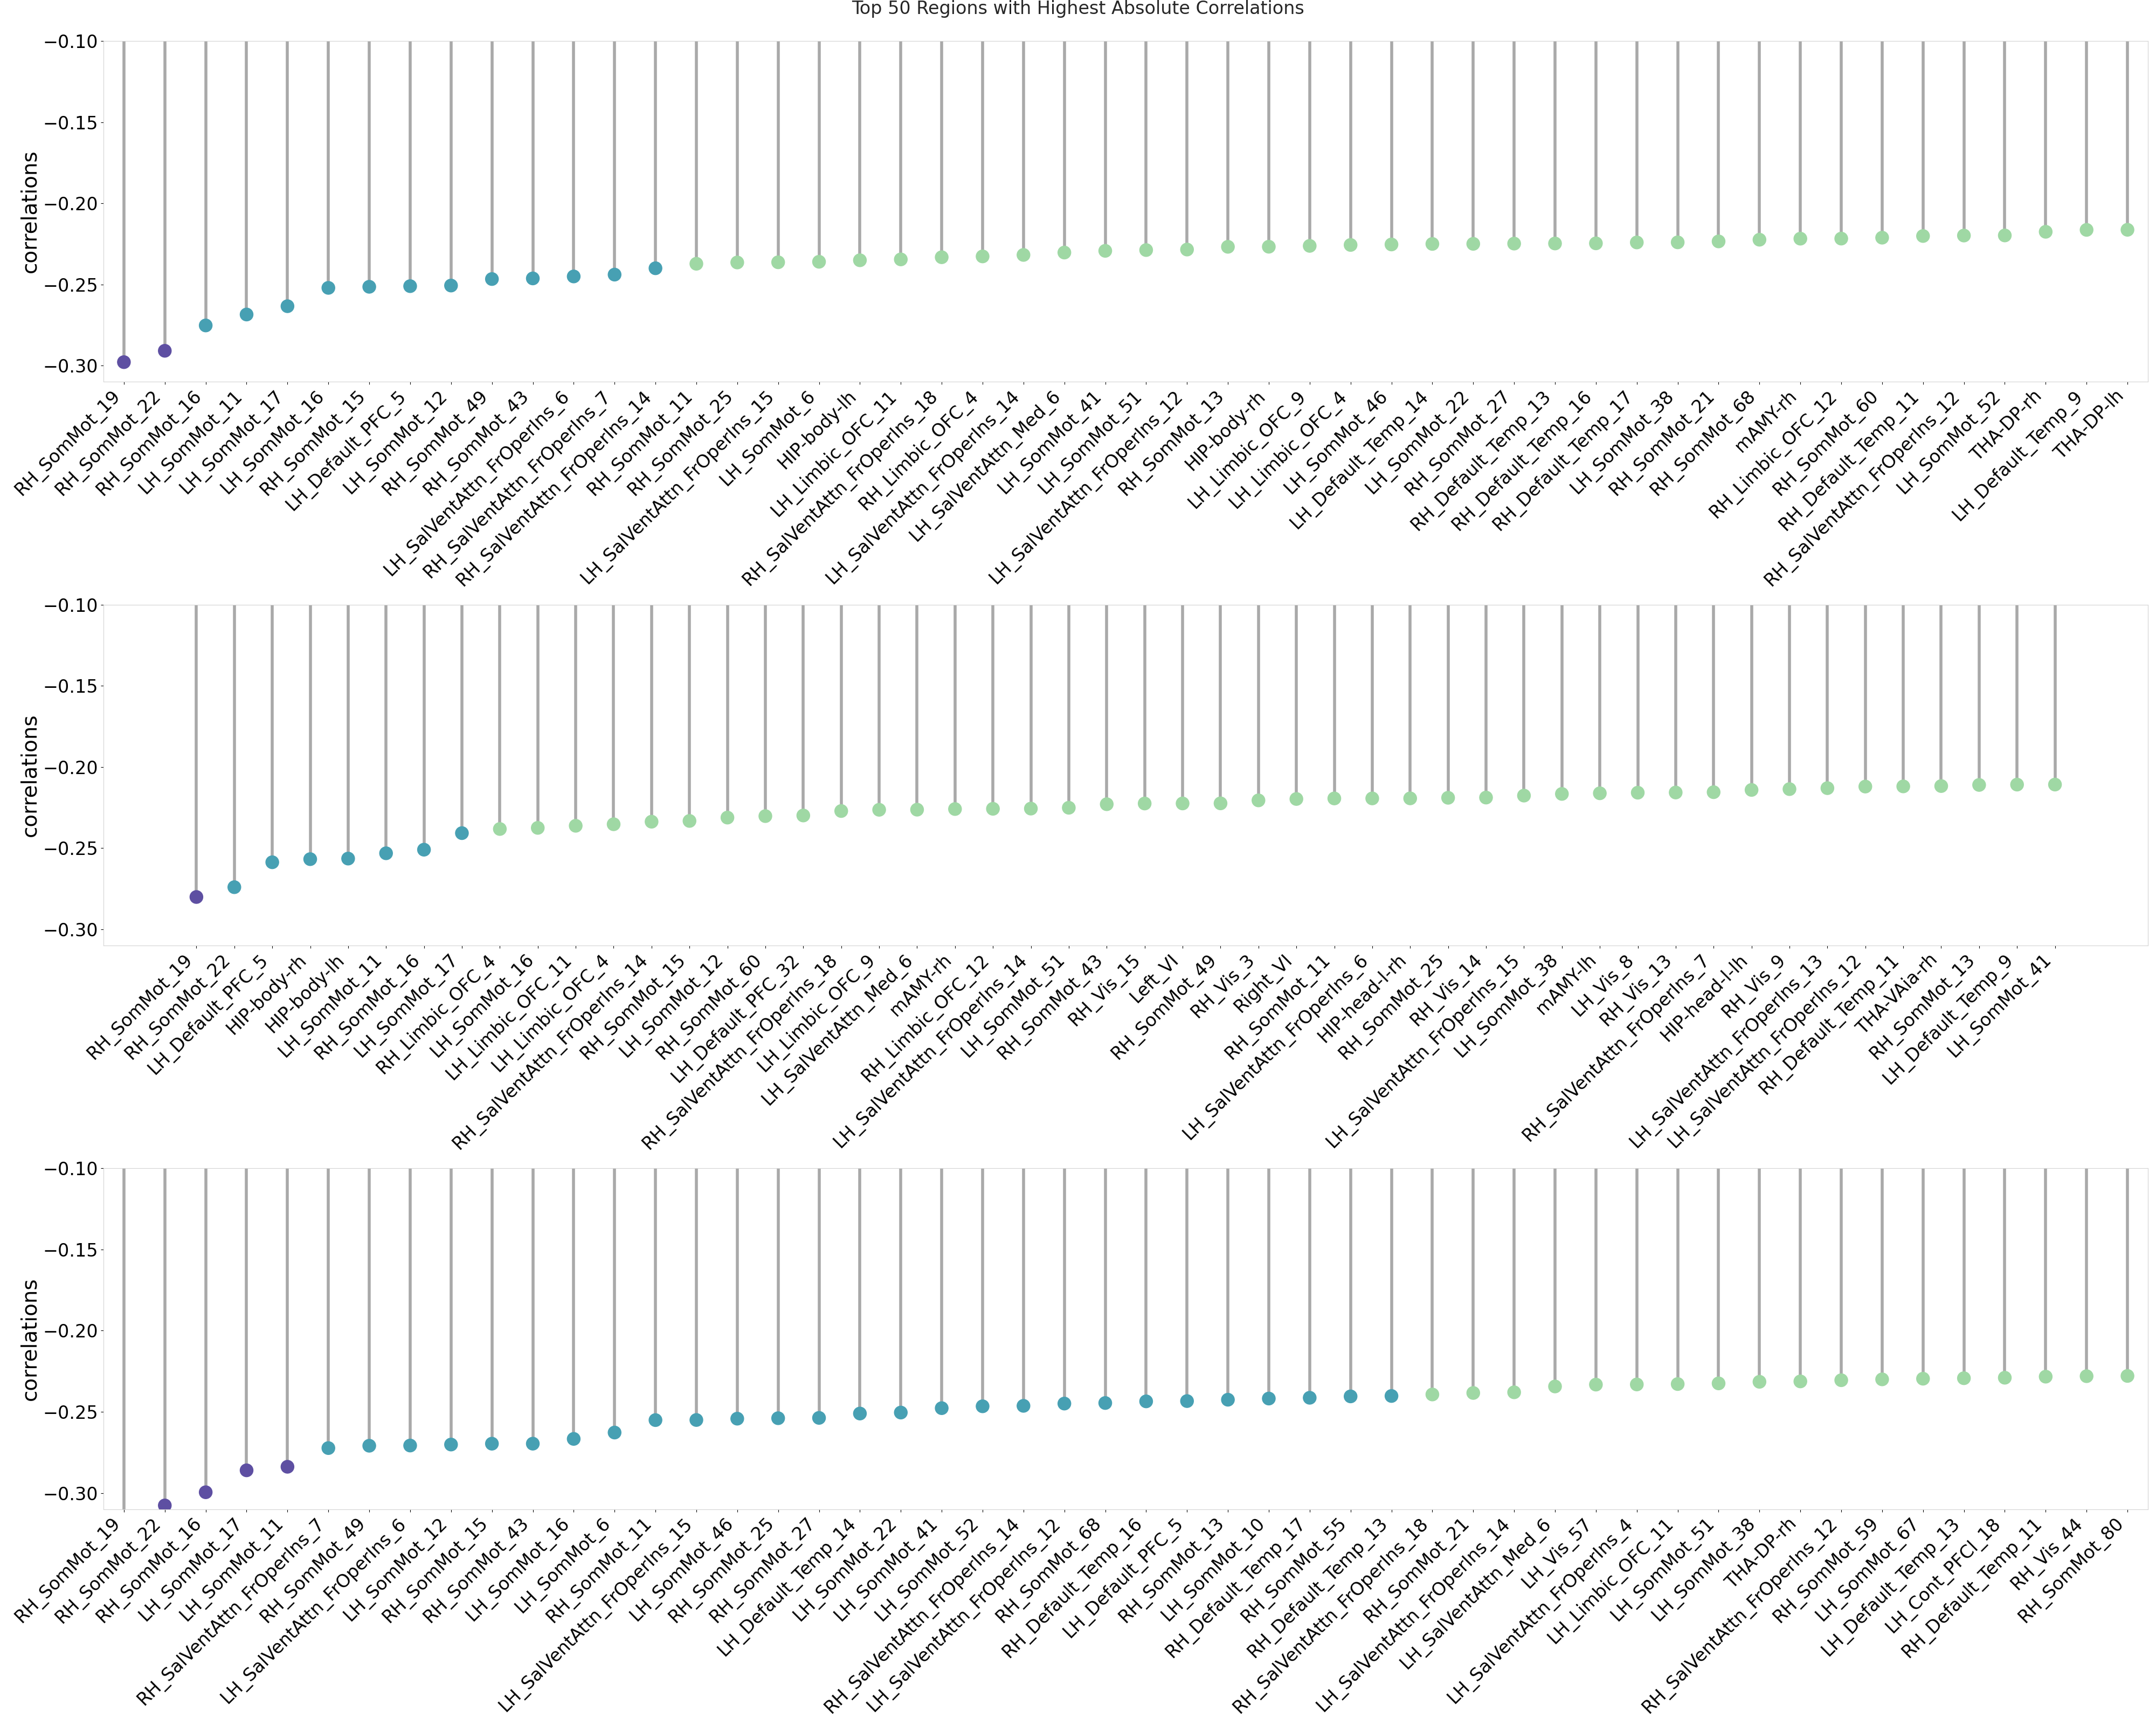 Top 50 Regions with Highest Absolute Correlations
correlations
−0.10
−0.15
−0.20
−0.25
−0.30
RH_SomMot_19
RH_SomMot_22
RH_SomMot_16
LH_SomMot_11
LH_SomMot_17
LH_SomMot_16
RH_SomMot_15
LH_Default_PFC_5
LH_SomMot_12
RH_SomMot_49
RH_SomMot_43
LH_SalVentAttn_FrOperIns_6
RH_SalVentAttn_FrOperIns_7
RH_SalVentAttn_FrOperIns_14
RH_SomMot_11
RH_SomMot_25
LH_SalVentAttn_FrOperIns_15
LH_SomMot_6
HIP-body-lh
LH_Limbic_OFC_11
RH_SalVentAttn_FrOperIns_18
RH_Limbic_OFC_4
LH_SalVentAttn_FrOperIns_14
LH_SalVentAttn_Med_6
LH_SomMot_41
LH_SomMot_51
LH_SalVentAttn_FrOperIns_12
RH_SomMot_13
HIP-body-rh
LH_Limbic_OFC_9
LH_Limbic_OFC_4
LH_SomMot_46
LH_Default_Temp_14
LH_SomMot_22
RH_SomMot_27
RH_Default_Temp_13
RH_Default_Temp_16
RH_Default_Temp_17
LH_SomMot_38
RH_SomMot_21
RH_SomMot_68
mAMY-rh
RH_Limbic_OFC_12
RH_SomMot_60
RH_Default_Temp_11
RH_SalVentAttn_FrOperIns_12
LH_SomMot_52
THA-DP-rh
LH_Default_Temp_9
THA-DP-lh
correlations
−0.10
−0.15
−0.20
−0.25
−0.30
RH_SomMot_19
RH_SomMot_22
LH_Default_PFC_5
HIP-body-rh
HIP-body-lh
LH_SomMot_11
RH_SomMot_16
LH_SomMot_17
RH_Limbic_OFC_4
LH_SomMot_16
LH_Limbic_OFC_11
LH_Limbic_OFC_4
RH_SalVentAttn_FrOperIns_14
RH_SomMot_15
LH_SomMot_12
RH_SomMot_60
LH_Default_PFC_32
RH_SalVentAttn_FrOperIns_18
LH_Limbic_OFC_9
LH_SalVentAttn_Med_6
mAMY-rh
RH_Limbic_OFC_12
LH_SalVentAttn_FrOperIns_14
LH_SomMot_51
RH_SomMot_43
RH_Vis_15
Left_VI
RH_SomMot_49
RH_Vis_3
Right_VI
RH_SomMot_11
LH_SalVentAttn_FrOperIns_6
HIP-head-l-rh
RH_SomMot_25
RH_Vis_14
LH_SalVentAttn_FrOperIns_15
LH_SomMot_38
mAMY-lh
LH_Vis_8
RH_Vis_13
RH_SalVentAttn_FrOperIns_7
HIP-head-l-lh
RH_Vis_9
LH_SalVentAttn_FrOperIns_13
LH_SalVentAttn_FrOperIns_12
RH_Default_Temp_11
THA-VAia-rh
RH_SomMot_13
LH_Default_Temp_9
LH_SomMot_41
correlations
−0.10
−0.15
−0.20
−0.25
−0.30
RH_SomMot_19
RH_SomMot_22
RH_SomMot_16
LH_SomMot_17
LH_SomMot_11
RH_SalVentAttn_FrOperIns_7
RH_SomMot_49
LH_SalVentAttn_FrOperIns_6
LH_SomMot_12
RH_SomMot_15
RH_SomMot_43
LH_SomMot_16
LH_SomMot_6
RH_SomMot_11
LH_SalVentAttn_FrOperIns_15
LH_SomMot_46
RH_SomMot_25
RH_SomMot_27
LH_Default_Temp_14
LH_SomMot_22
LH_SomMot_41
LH_SomMot_52
RH_SalVentAttn_FrOperIns_14
LH_SalVentAttn_FrOperIns_12
RH_SomMot_68
RH_Default_Temp_16
LH_Default_PFC_5
RH_SomMot_13
LH_SomMot_10
RH_Default_Temp_17
RH_SomMot_55
RH_Default_Temp_13
RH_SalVentAttn_FrOperIns_18
RH_SomMot_21
LH_SalVentAttn_FrOperIns_14
LH_SalVentAttn_Med_6
LH_Vis_57
LH_SalVentAttn_FrOperIns_4
LH_Limbic_OFC_11
LH_SomMot_51
LH_SomMot_38
THA-DP-rh
RH_SalVentAttn_FrOperIns_12
RH_SomMot_59
LH_SomMot_67
LH_Default_Temp_13
LH_Cont_PFCl_18
RH_Default_Temp_11
RH_Vis_44
RH_SomMot_80